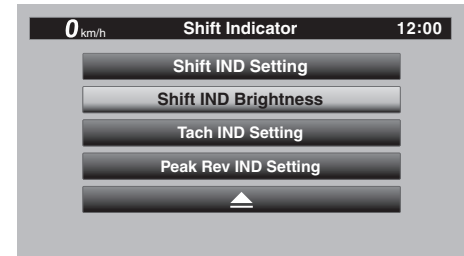 0 km/h Shift Indicator 12:00
Shift IND Setting
Shift IND Brightness
Tach IND Setting
Peak Rev IND Setting